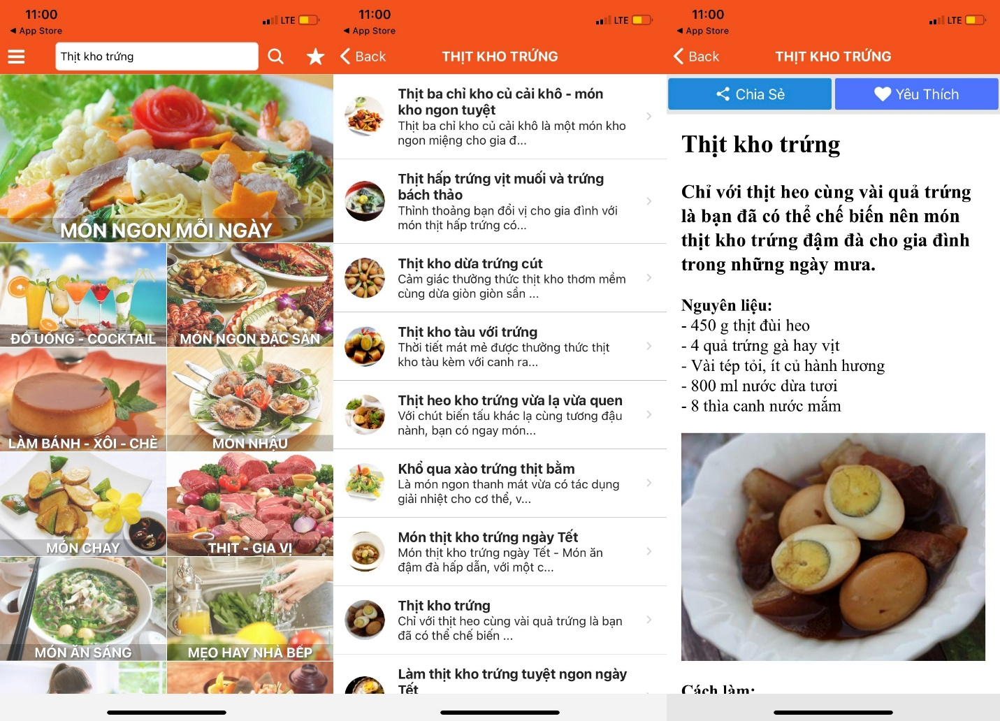 11:00
LTE
◄ App Store
Thịt kho trứng
MÓN NGON MỖI NGÀY
ĐỒ UỐNG - COCKTAIL
MÓN NGON ĐẶC SẢN
LÀM BÁNH - XÔI - CHÈ
MÓN NHẬU
MÓN CHAY
THỊT - GIA VỊ
MÓN ĂN SÁNG
MẸO HAY NHÀ BẾP
11:00
LTE
◄ App Store
Back
THỊT KHO TRỨNG
Thịt ba chỉ kho củ cải khô - món
kho ngon tuyệt
Thịt ba chỉ kho củ cải khô là một món kho
ngon miệng cho gia đ...
Thịt hấp trứng vịt muối và trứng
bách thảo
Thỉnh thoảng bạn đổi vị cho gia đình với
món thịt hấp trứng có...
Thịt kho dừa trứng cút
Cảm giác thưởng thức thịt kho thơm mềm
cùng dừa giòn giòn sần ...
Thịt kho tàu với trứng
Thời tiết mát mẻ được thưởng thức thịt
kho tàu kèm với canh ra...
Thịt heo kho trứng vừa lạ vừa quen
Với chút biến tấu khác lạ cùng tương đậu
nành, bạn có ngay món...
Khổ qua xào trứng thịt bằm
Là món ngon thanh mát vừa có tác dụng
giải nhiệt cho cơ thể, v...
Món thịt kho trứng ngày Tết
Món thịt kho trứng ngày Tết - Món ăn
đậm đà hấp dẫn, với một c...
Thịt kho trứng
Chỉ với thịt heo cùng vài quả trứng là bạn
đã có thể chế biến ...
Làm thịt kho trứng tuyệt ngon ngày
Tết
11:00
LTE
◄ App Store
Back
THỊT KHO TRỨNG
Chia Sẻ
Yêu Thích
Thịt kho trứng
Chỉ với thịt heo cùng vài quả trứng
là bạn đã có thể chế biến nên món
thịt kho trứng đậm đà cho gia đình
trong những ngày mưa.
Nguyên liệu:
- 450 g thịt đùi heo
- 4 quả trứng gà hay vịt
- Vài tép tỏi, ít củ hành hương
- 800 ml nước dừa tươi
- 8 thìa canh nước mắm
Cách làm: